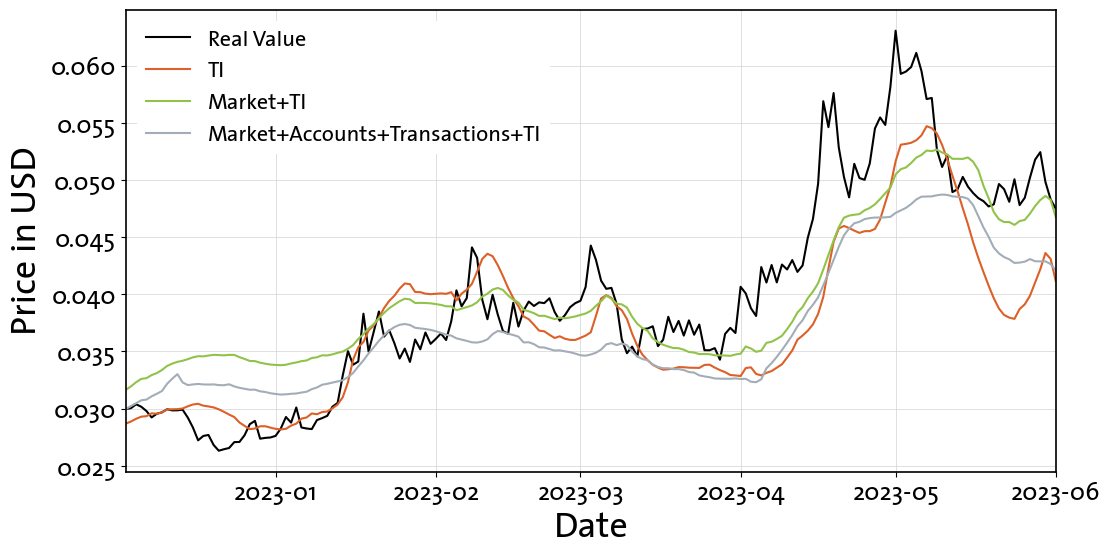 Real Value
TI
Market+TI
Market+Accounts+Transactions+TI
0.060
0.055
0.050
0.045
0.040
0.035
0.030
0.025
Price in USD
2023-01 2023-02 2023-03 2023-04 2023-05 2023-06
Date